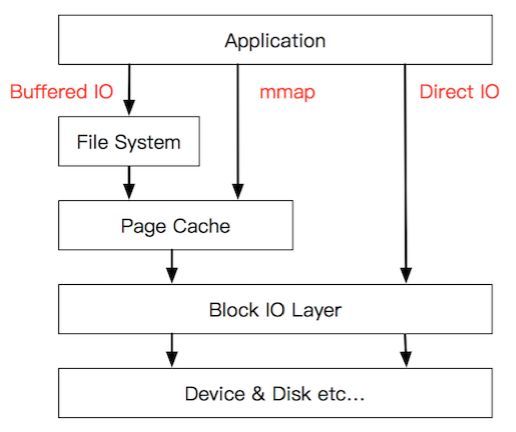 Application
Buffered IO
mmap
Direct IO
File System
Page Cache
Block IO Layer
Device & Disk etc...